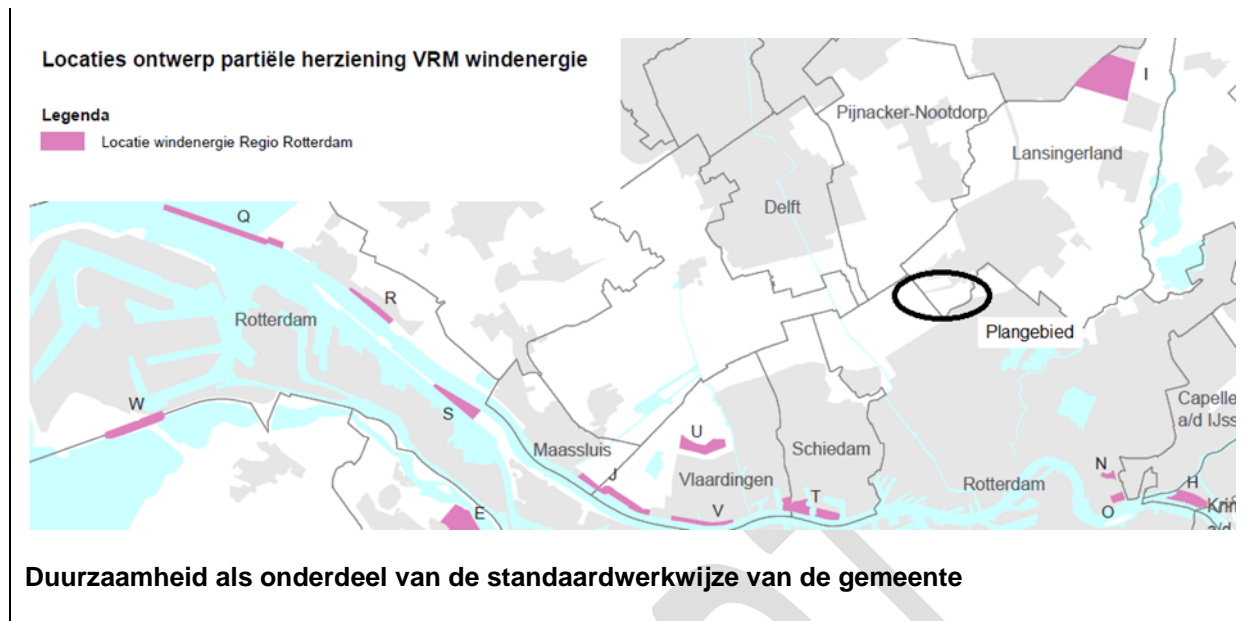 Locaties ontwerp partiële herziening VRM windenergie
Legenda
Locatie windenergie Regio Rotterdam
I
Pijnacker-Nootdorp
Lansingerland
Delft
Q
R
Rotterdam
Plangebied
W
S
Capelle
a/d IJss
U
Maassluis
Schiedam
J
Vlaardingen
N
Rotterdam
H
E
V
T
O
Krim
a/d
Duurzaamheid als onderdeel van de standaardwerkwijze van de gemeente